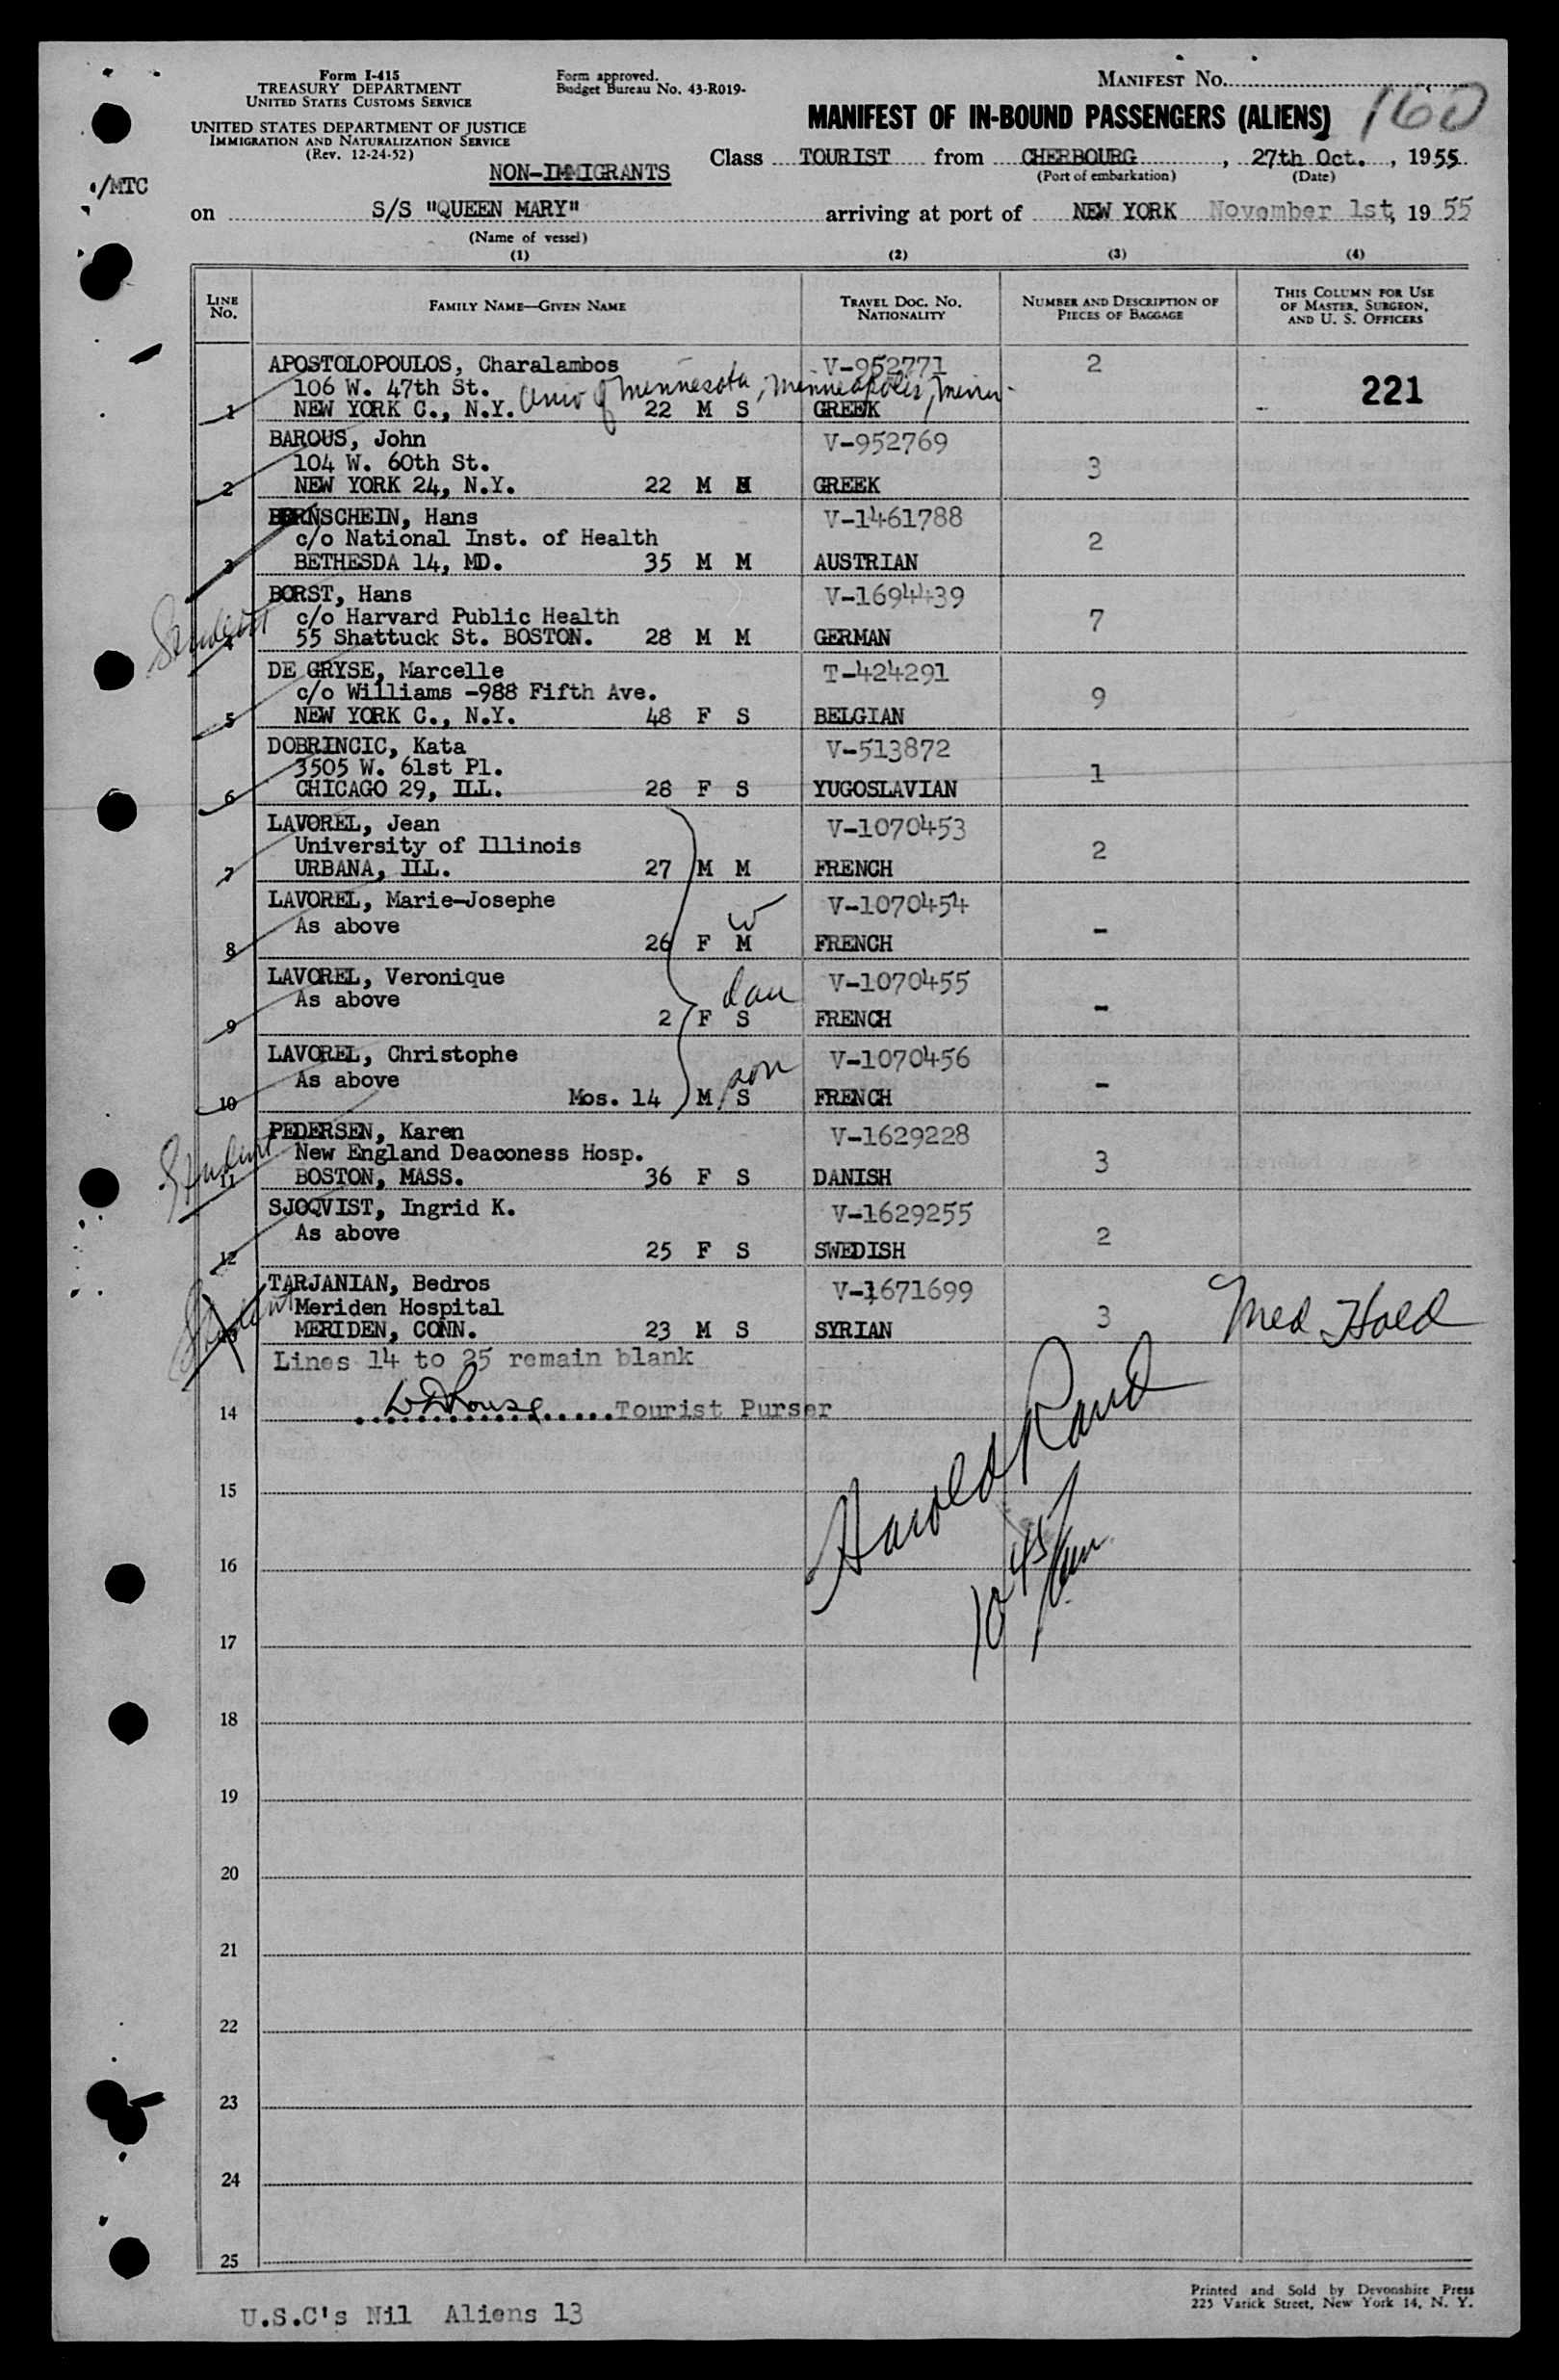 Form I-415
TREASURY DEPARTMENT
UNITED STATES CUSTOMS SERVICE
UNITED STATES DEPARTMENT OF JUSTICE
IMMIGRATION AND NATURALIZATION SERVICE
(Rev. 12-24-52)
Form approved.
Budget Bureau No. 43-R019-
MANIFEST NO.
160
MANIFEST OF IN-BOUND PASSENGERS (ALIENS)
NON-IMMIGRANTS
Class TOURIST from CHERBOURG, 27th Oct., 1955.
(Port of embarkation) (Date)
/MTC
on S/S "QUEEN MARY" arriving at port of NEW YORK November 1st, 19 55
(Name of vessel)
(1) (2) (3) (4)
LINE NO.
FAMILY NAME—GIVEN NAME
TRAVEL DOC. NO. NATIONALITY
NUMBER AND DESCRIPTION OF PIECES OF BAGGAGE
THIS COLUMN FOR USE OF MASTER, SURGEON, AND U. S. OFFICERS
APOSTOLOPOULOS, Charalambos V-952771 2
106 W. 47th St. Univ of Minnesota, Minneapolis, Minn. 221
1 NEW YORK C., N.Y. 22 M S GREEK
BAROUS, John V-952769
104 W. 60th St. 3
2 NEW YORK 24, N.Y. 22 M M GREEK
BERNSCHEIN, Hans V-1461788
c/o National Inst. of Health 2
3 BETHESDA 14, MD. 35 M M AUSTRIAN
BORST, Hans V-1694439
Student c/o Harvard Public Health 7
4 55 Shattuck St. BOSTON. 28 M M GERMAN
DE GRYSE, Marcelle T-424291
c/o Williams -988 Fifth Ave. 9
5 NEW YORK C., N.Y. 48 F S BELGIAN
DOBRINCIC, Kata V-513872
3505 W. 61st Pl. 1
6 CHICAGO 29, ILL. 28 F S YUGOSLAVIAN
LAVOREL, Jean V-1070453
University of Illinois 2
7 URBANA, ILL. 27 M M FRENCH
LAVOREL, Marie-Josephe V-1070454
As above w -
8 26 F M FRENCH
LAVOREL, Veronique V-1070455
As above dau -
9 2 F S FRENCH
LAVOREL, Christophe V-1070456
As above son -
10 Mos. 14 M S FRENCH
PEDERSEN, Karen V-1629228
Student New England Deaconess Hosp. 3
11 BOSTON, MASS. 36 F S DANISH
SJOQVIST, Ingrid K. V-1629255
As above 2
12 25 F S SWEDISH
TARJANIAN, Bedros V-1671699
Student Meriden Hospital 3 Med Hold
13 MERIDEN, CONN. 23 M S SYRIAN
Lines 14 to 25 remain blank
14 Tourist Purser
Harold Rand
15
10 45/am
16
17
18
19
20
21
22
23
24
25
Printed and Sold by Devonshire Press
225 Varick Street, New York 14, N. Y.
U.S.C's Nil Aliens 13